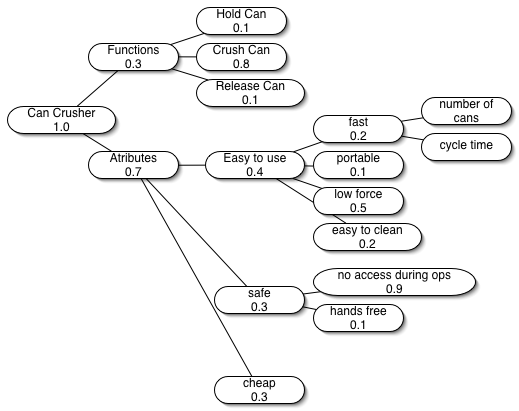 Hold Can
0.1
Functions
0.3
Crush Can
0.8
Release Can
0.1
Can Crusher
1.0
Atributes
0.7
Easy to use
0.4
fast
0.2
number of
cans
cycle time
portable
0.1
low force
0.5
easy to clean
0.2
safe
0.3
no access during ops
0.9
hands free
0.1
cheap
0.3